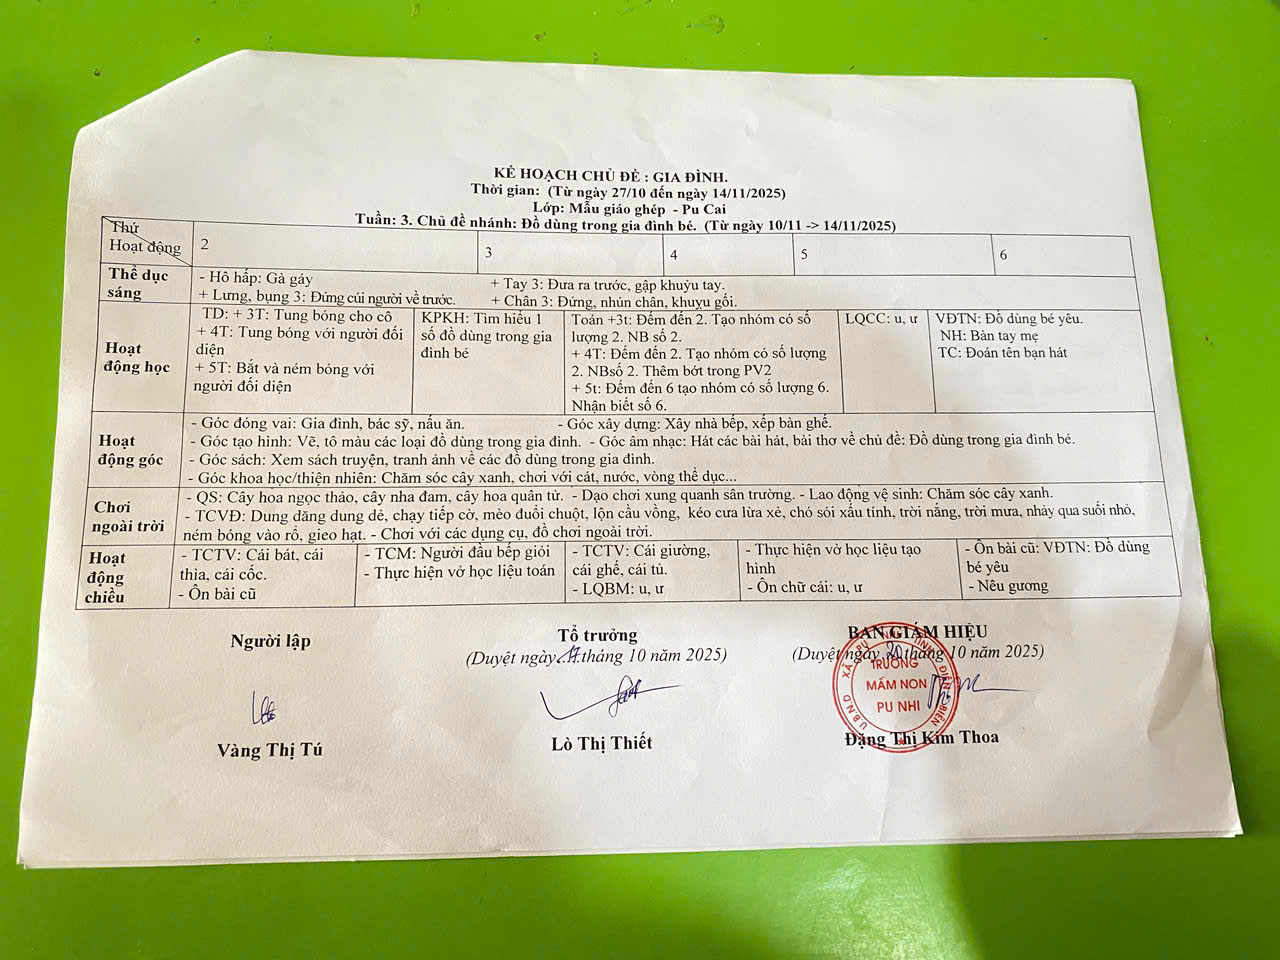 KẾ HOẠCH CHỦ ĐỀ : GIA ĐÌNH.
Thời gian:  (Từ ngày 27/10 đến ngày 14/11/2025)
Lớp: Mẫu giáo ghép  - Pu Cai
Tuần: 3. Chủ đề nhánh: Đồ dùng trong gia đình bé.  (Từ ngày 10/11 -> 14/11/2025)
Thứ
Hoạt động
2
3
4
5
6
Thể dục
sáng
- Hô hấp: Gà gáy
+ Tay 3: Đưa ra trước, gập khuỷu tay.
+ Lưng, bụng 3: Đứng cúi người về trước.
+ Chân 3: Đứng, nhún chân, khuỵu gối.
Hoạt
động học
TD: + 3T: Tung bóng cho cô
+ 4T: Tung bóng với người đối
diện
+ 5T: Bắt và ném bóng với
người đối diện
KPKH: Tìm hiểu 1
số đồ dùng trong gia
đình bé
Toán +3t: Đếm đến 2. Tạo nhóm có số
lượng 2. NB số 2.
+ 4T: Đếm đến 2. Tạo nhóm có số lượng
2. NBsố 2. Thêm bớt trong PV2
+ 5t: Đếm đến 6 tạo nhóm có số lượng 6.
Nhận biết số 6.
LQCC: u, ư
VĐTN: Đồ dùng bé yêu.
NH: Bàn tay mẹ
TC: Đoán tên bạn hát
Hoạt
động góc
- Góc đóng vai: Gia đình, bác sỹ, nấu ăn.
- Góc xây dựng: Xây nhà bếp, xếp bàn ghế.
- Góc tạo hình: Vẽ, tô màu các loại đồ dùng trong gia đình.  - Góc âm nhạc: Hát các bài hát, bài thơ về chủ đề: Đồ dùng trong gia đình bé.
- Góc sách: Xem sách truyện, tranh ảnh về các đồ dùng trong gia đình.
- Góc khoa học/thiện nhiên: Chăm sóc cây xanh, chơi với cát, nước, vòng thể dục...
Chơi
ngoài trời
- QS: Cây hoa ngọc thảo, cây nha đam, cây hoa quân tử.  - Dạo chơi xung quanh sân trường. - Lao động vệ sinh: Chăm sóc cây xanh.
- TCVĐ: Dung dăng dung dẻ, chạy tiếp cờ, mèo đuổi chuột, lộn cầu vồng,  kéo cưa lừa xẻ, chó sói xấu tính, trời nắng, trời mưa, nhảy qua suối nhỏ,
ném bóng vào rổ, gieo hạt. - Chơi với các dụng cụ, đồ chơi ngoài trời.
Hoạt
động
chiều
- TCTV: Cái bát, cái
thìa, cái cốc.
- Ôn bài cũ
- TCM: Người đầu bếp giỏi
- Thực hiện vở học liệu toán
- TCTV: Cái giường,
cái ghế, cái tủ.
- LQBM: u, ư
- Thực hiện vở học liệu tạo
hình
- Ôn chữ cái: u, ư
- Ôn bài cũ: VĐTN: Đồ dùng
bé yêu
- Nêu gương
Người lập
Tổ trưởng
BAN GIÁM HIỆU
(Duyệt ngày..17.tháng 10 năm 2025)
(Duyệt ngày 20 tháng 10 năm 2025)
U.B.N.D XÃ PU NHI TỈNH ĐIỆN BIÊN
TRƯỜNG
MẦM NON
PU NHI
Vàng Thị Tú
Lò Thị Thiết
Đặng Thị Kim Thoa